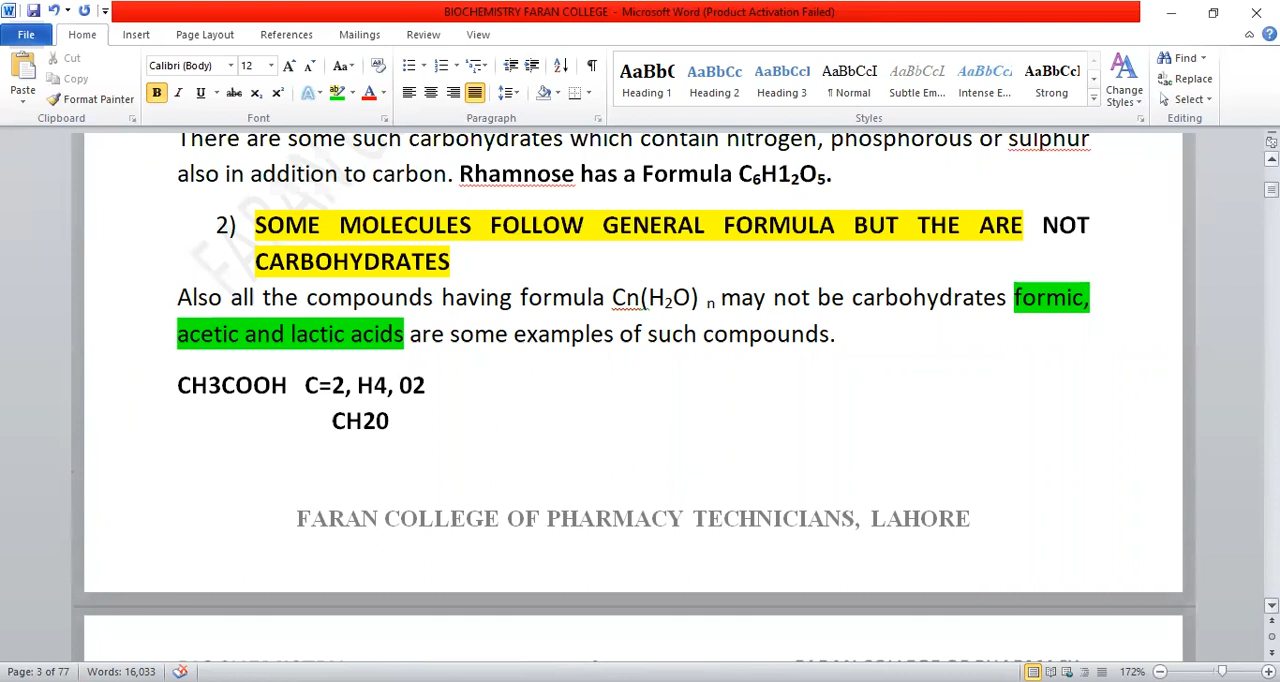 BIOCHEMISTRY FARAN COLLEGE - Microsoft Word (Product Activation Failed)
File Home Insert Page Layout References Mailings Review View
Cut
Copy
Format Painter
Paste
Calibri (Body) 12
AaBbC AaBbCc AaBbCcI AaBbCcI AaBbCcL AaBbCcI AaBbCcI
Heading 1 Heading 2 Heading 3 ¶ Normal Subtle Em... Intense E... Strong
Change Styles
Find
Replace
Select
Clipboard Font Paragraph Styles Editing
There are some such carbohydrates which contain nitrogen, phosphorous or sulphur
also in addition to carbon. Rhamnose has a Formula C₆H1₂O₅.
2) SOME MOLECULES FOLLOW GENERAL FORMULA BUT THE ARE NOT
CARBOHYDRATES
Also all the compounds having formula Cn(H₂O) ₙ may not be carbohydrates formic,
acetic and lactic acids are some examples of such compounds.
CH3COOH C=2, H4, 02
CH20
FARAN COLLEGE OF PHARMACY TECHNICIANS, LAHORE
Page: 3 of 77 Words: 16,033 172%